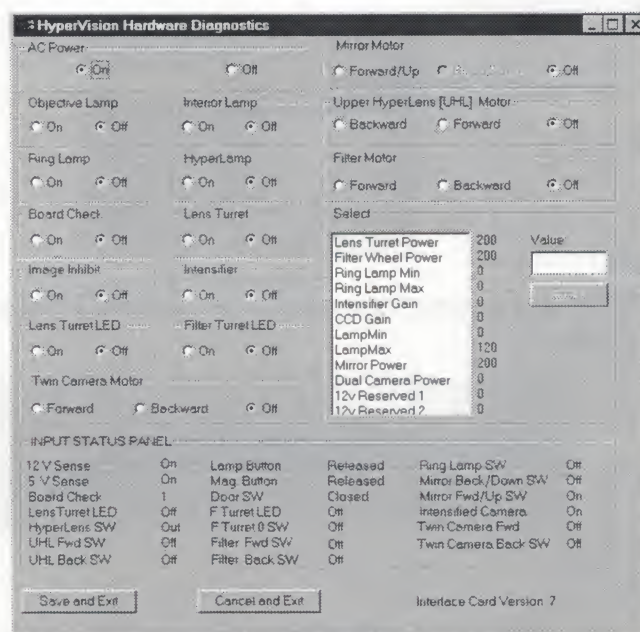 HyperVision Hardware Diagnostics
AC Power
On Off
Mirror Motor
Forward/Up Off
Objective Lamp
On Off
Interior Lamp
On Off
Upper HyperLens [UHL] Motor
Backward Forward Off
Ring Lamp
On Off
HyperLamp
On Off
Filter Motor
Forward Backward Off
Board Check
On Off
Lens Turret
On Off
Image Inhibit
On Off
Intensifier
On Off
Lens Turret LED
On Off
Filter Turret LED
On Off
Twin Camera Motor
Forward Backward Off
Select
Lens Turret Power 200
Filter Wheel Power 200
Ring Lamp Min 0
Ring Lamp Max 0
Intensifier Gain 0
CCD Gain 0
LampMin 0
LampMax 120
Mirror Power 200
Dual Camera Power 0
12v Reserved 1 0
12v Reserved 2 0
Value
INPUT STATUS PANEL
12 V Sense On
5 V Sense On
Board Check 1
LensTurret LED Off
HyperLens SW Out
UHL Fwd SW Off
UHL Back SW Off
Lamp Button Released
Mag. Button Released
Door SW Closed
F Turret LED Off
F Turret 0 SW Off
Filter Fwd SW Off
Filter Back SW Off
Ring Lamp SW Off
Mirror Back/Down SW Off
Mirror Fwd/Up SW On
Intensified Camera On
Twin Camera Fwd Off
Twin Camera Back SW Off
Save and Exit
Cancel and Exit
Interface Card Version 7